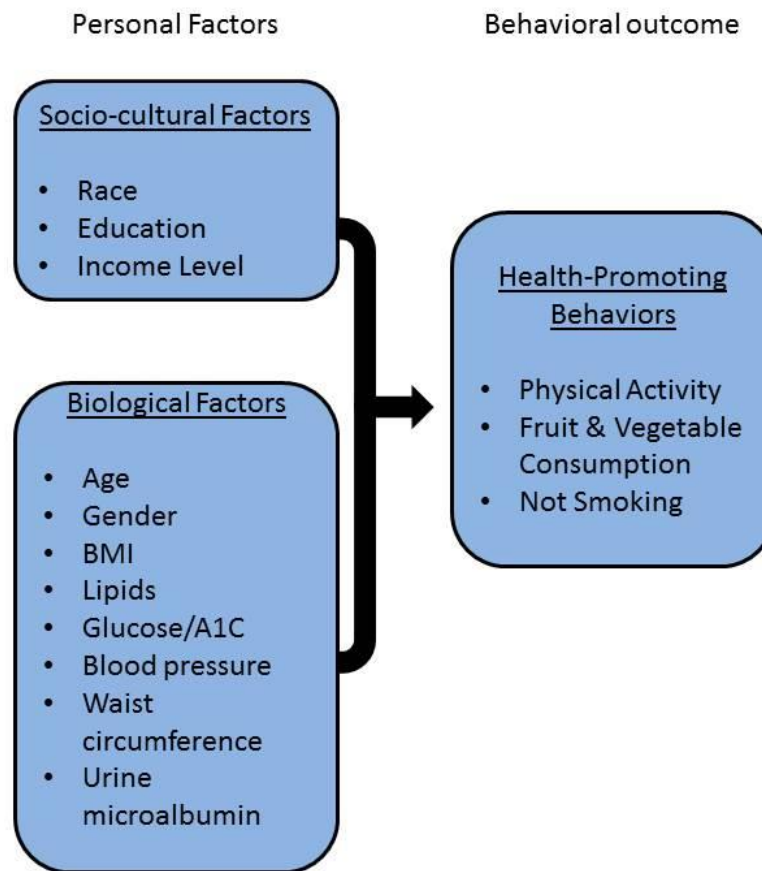 Personal Factors
Behavioral outcome
Socio-cultural Factors
• Race
• Education
• Income Level
Biological Factors
• Age
• Gender
• BMI
• Lipids
• Glucose/A1C
• Blood pressure
• Waist
circumference
• Urine
microalbumin
Health-Promoting
Behaviors
• Physical Activity
• Fruit & Vegetable
Consumption
• Not Smoking